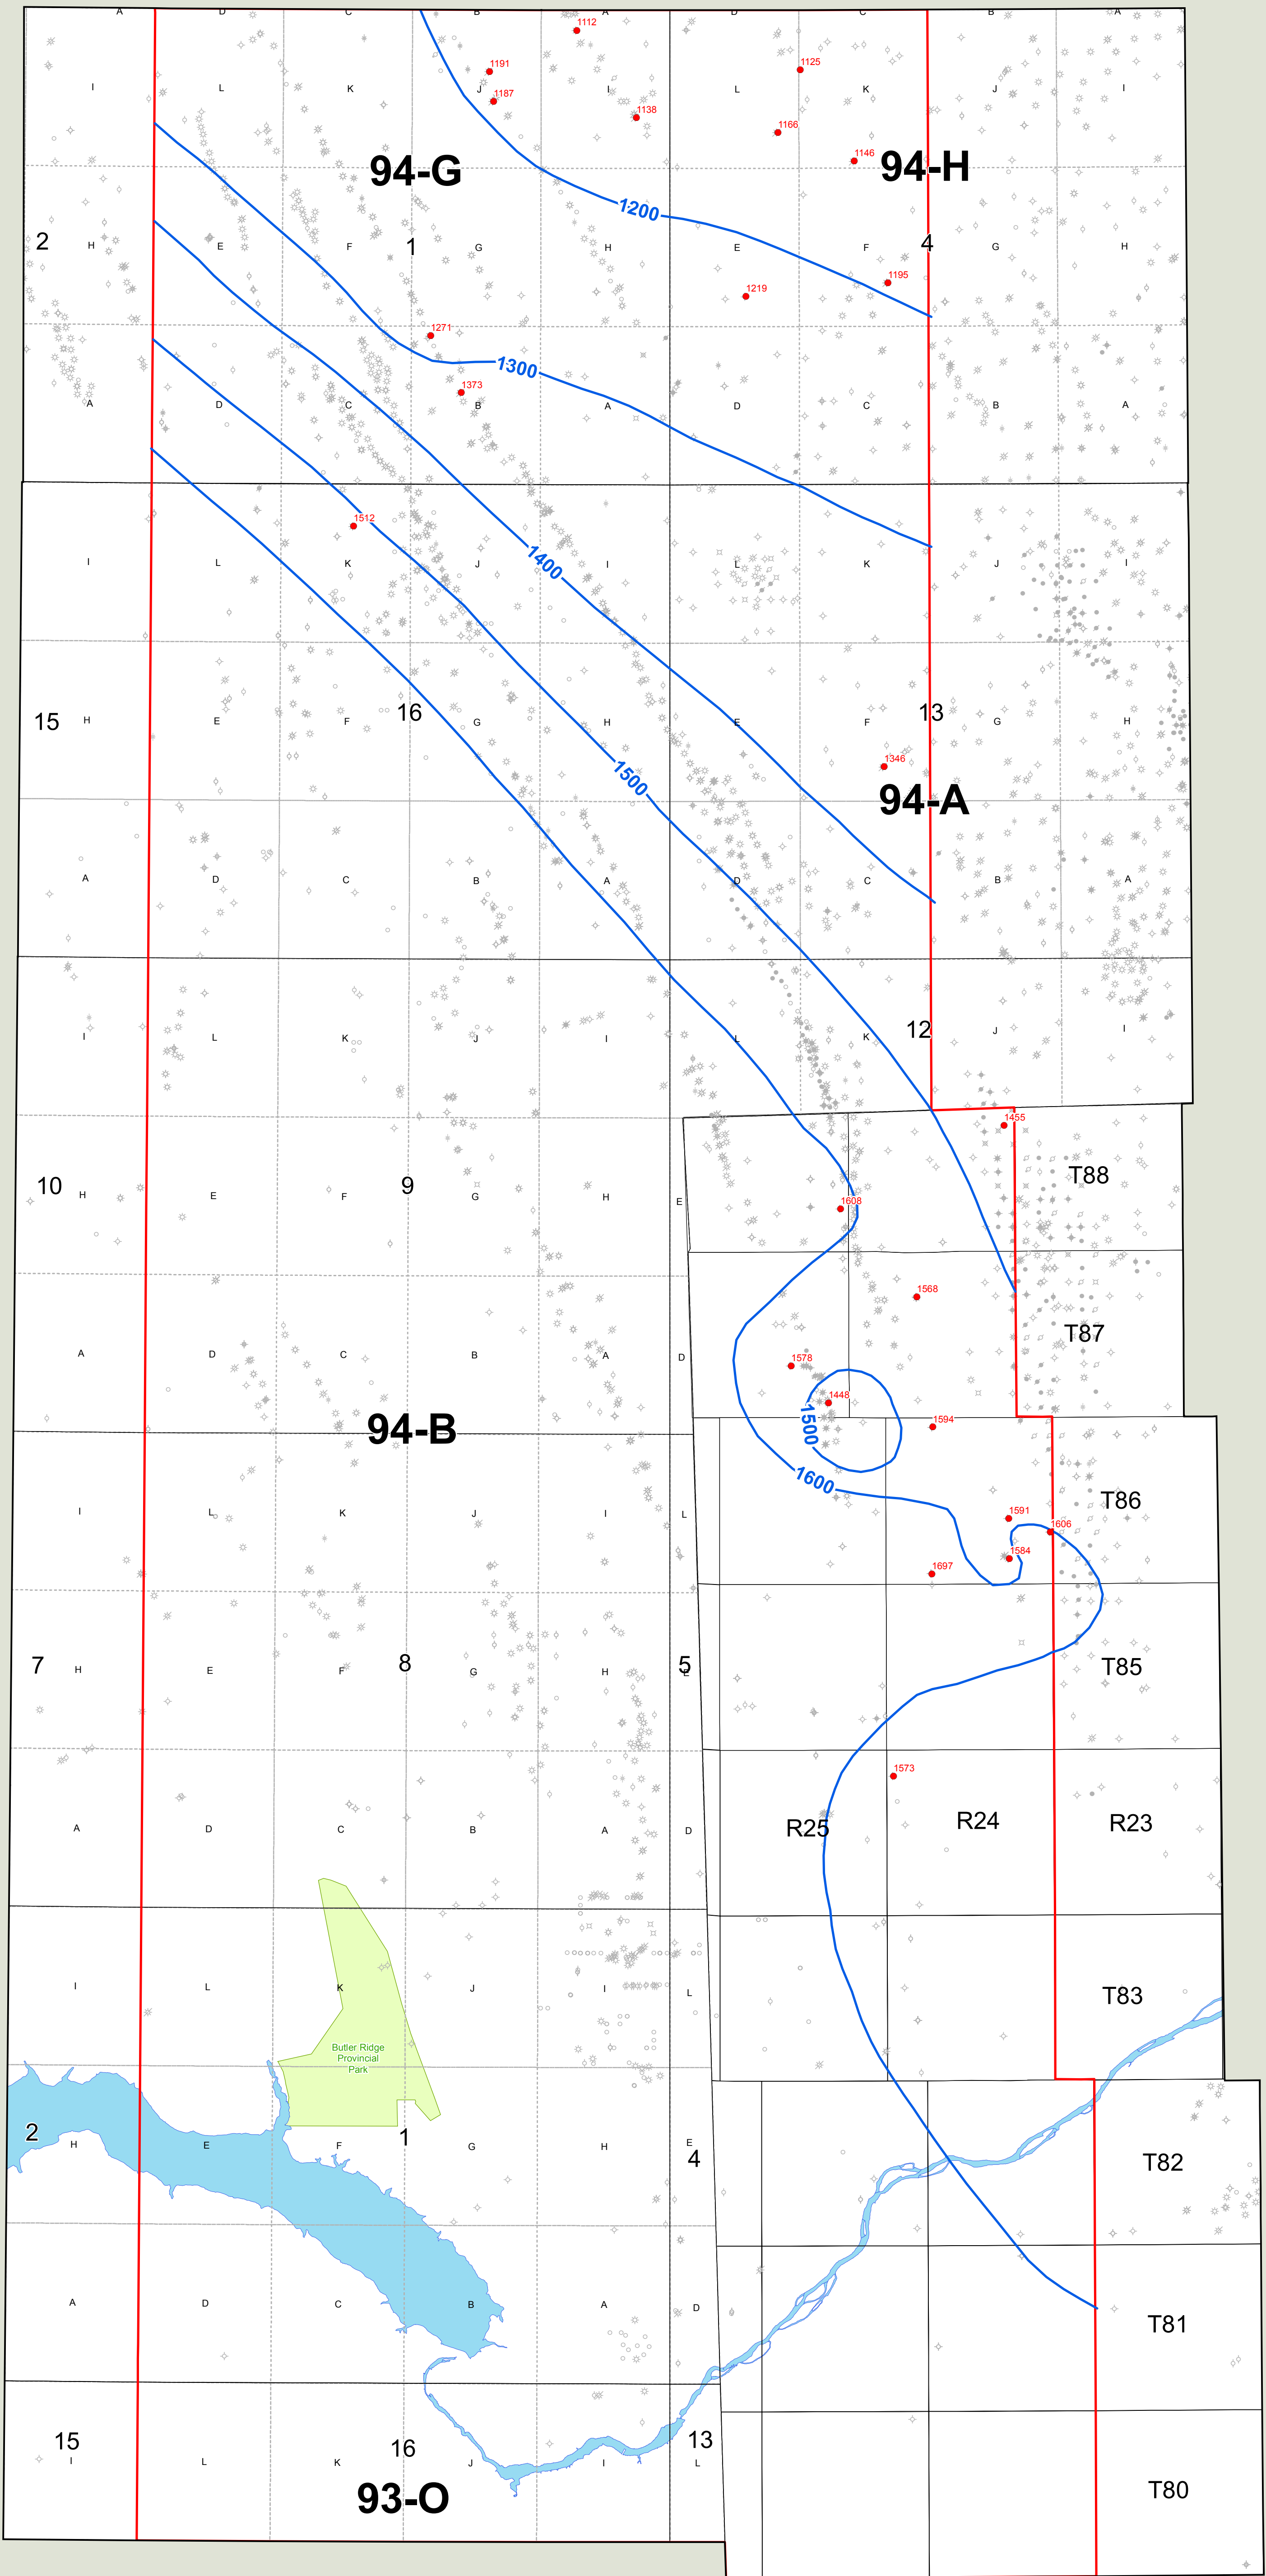 A D C B A D C B A
1112
1191
1125
I L K J I L K J I
1187
1138
1166
1146
94-G
94-H
1200
2 H E F 1 G H E F 4 G H
1195
1219
1271
1300
1373
A D C B A D C B A
1512
1400
I L K J I L K J I
15 H E F 16 G H E F 13 G H
1346
1500
94-A
A D C B A D C B A
12
I L K J I L K J I
1455
T88
10 H E F 9 G H E
1608
1568
T87
A D C B A D
1578
1448
1500
1594
94-B
1600
T86
I L K J I L
1591
1606
1584
1697
7 H E F 8 G H 5 E
T85
1573
A D C B A D
R25
R24
R23
I L K J I L
T83
Butler Ridge
Provincial
Park
2 H E F 1 G H E 4
T82
A D C B A D
T81
15
I L K 16 J I 13 L
93-O
T80